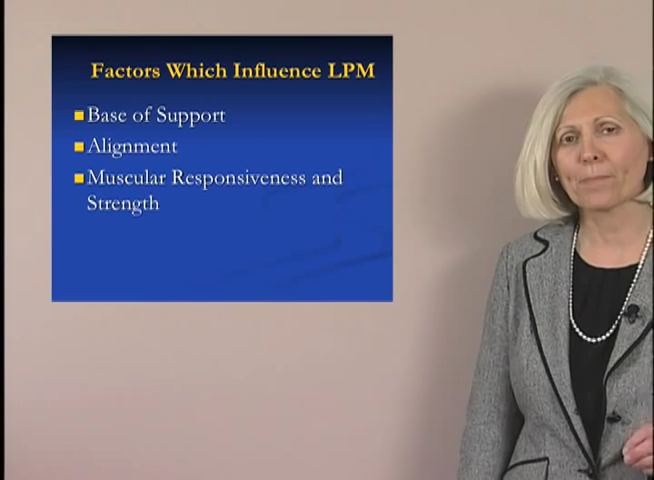 Factors Which Influence LPM
Base of Support
Alignment
Muscular Responsiveness and
Strength